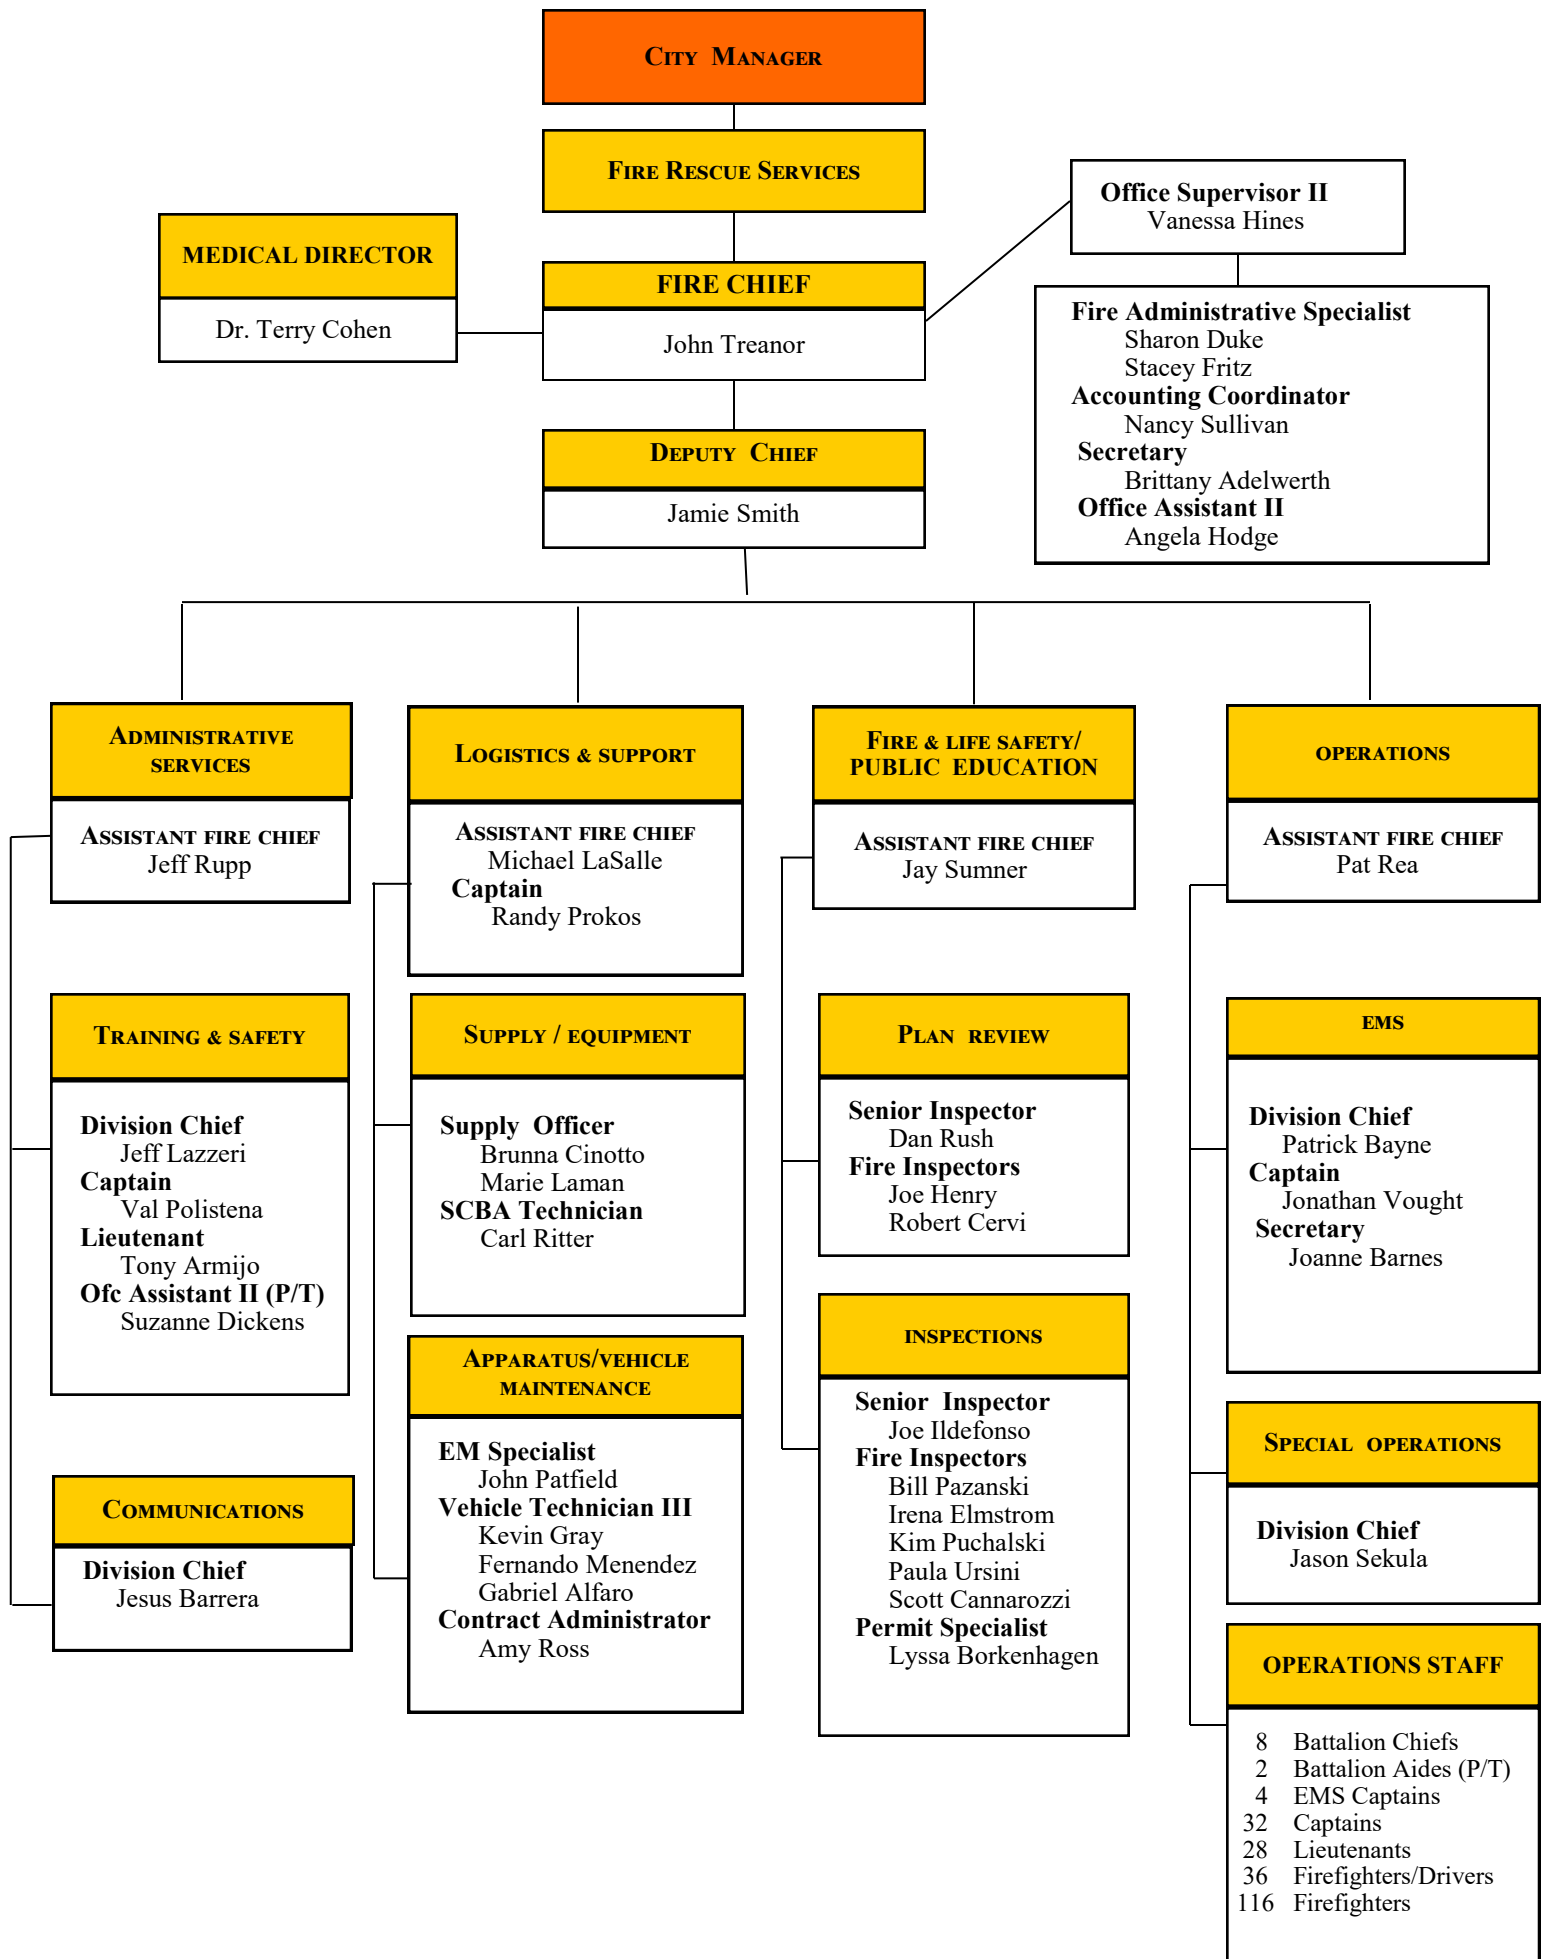 CITY MANAGER
FIRE RESCUE SERVICES
Office Supervisor II
Vanessa Hines
MEDICAL DIRECTOR
Dr. Terry Cohen
FIRE CHIEF
John Treanor
Fire Administrative Specialist
Sharon Duke
Stacey Fritz
Accounting Coordinator
Nancy Sullivan
Secretary
Brittany Adelwerth
Office Assistant II
Angela Hodge
DEPUTY CHIEF
Jamie Smith
ADMINISTRATIVE
SERVICES
ASSISTANT FIRE CHIEF
Jeff Rupp
TRAINING & SAFETY
Division Chief
Jeff Lazzeri
Captain
Val Polistena
Lieutenant
Tony Armijo
Ofc Assistant II (P/T)
Suzanne Dickens
COMMUNICATIONS
Division Chief
Jesus Barrera
LOGISTICS & SUPPORT
ASSISTANT FIRE CHIEF
Michael LaSalle
Captain
Randy Prokos
SUPPLY / EQUIPMENT
Supply Officer
Brunna Cinotto
Marie Laman
SCBA Technician
Carl Ritter
APPARATUS/VEHICLE
MAINTENANCE
EM Specialist
John Patfield
Vehicle Technician III
Kevin Gray
Fernando Menendez
Gabriel Alfaro
Contract Administrator
Amy Ross
FIRE & LIFE SAFETY/
PUBLIC EDUCATION
ASSISTANT FIRE CHIEF
Jay Sumner
PLAN REVIEW
Senior Inspector
Dan Rush
Fire Inspectors
Joe Henry
Robert Cervi
INSPECTIONS
Senior Inspector
Joe Ildefonso
Fire Inspectors
Bill Pazanski
Irena Elmstrom
Kim Puchalski
Paula Ursini
Scott Cannarozzi
Permit Specialist
Lyssa Borkenhagen
OPERATIONS
ASSISTANT FIRE CHIEF
Pat Rea
EMS
Division Chief
Patrick Bayne
Captain
Jonathan Vought
Secretary
Joanne Barnes
SPECIAL OPERATIONS
Division Chief
Jason Sekula
OPERATIONS STAFF
8 Battalion Chiefs
2 Battalion Aides (P/T)
4 EMS Captains
32 Captains
28 Lieutenants
36 Firefighters/Drivers
116 Firefighters